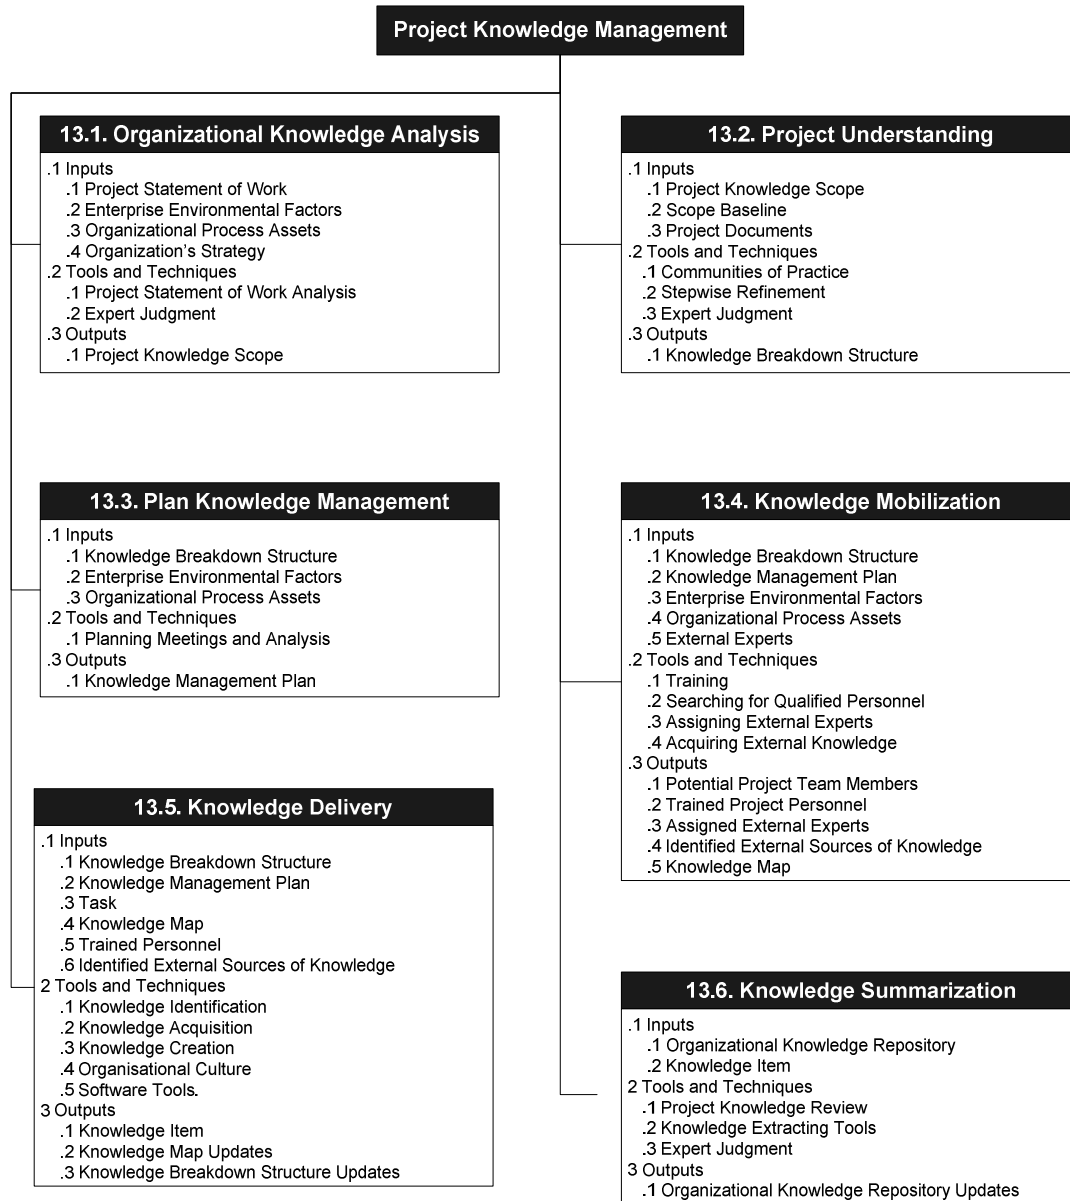 Project Knowledge Management
13.1. Organizational Knowledge Analysis
.1 Inputs
.1 Project Statement of Work
.2 Enterprise Environmental Factors
.3 Organizational Process Assets
.4 Organization's Strategy
.2 Tools and Techniques
.1 Project Statement of Work Analysis
.2 Expert Judgment
.3 Outputs
.1 Project Knowledge Scope
13.2. Project Understanding
.1 Inputs
.1 Project Knowledge Scope
.2 Scope Baseline
.3 Project Documents
.2 Tools and Techniques
.1 Communities of Practice
.2 Stepwise Refinement
.3 Expert Judgment
.3 Outputs
.1 Knowledge Breakdown Structure
13.3. Plan Knowledge Management
.1 Inputs
.1 Knowledge Breakdown Structure
.2 Enterprise Environmental Factors
.3 Organizational Process Assets
.2 Tools and Techniques
.1 Planning Meetings and Analysis
.3 Outputs
.1 Knowledge Management Plan
13.4. Knowledge Mobilization
.1 Inputs
.1 Knowledge Breakdown Structure
.2 Knowledge Management Plan
.3 Enterprise Environmental Factors
.4 Organizational Process Assets
.5 External Experts
.2 Tools and Techniques
.1 Training
.2 Searching for Qualified Personnel
.3 Assigning External Experts
.4 Acquiring External Knowledge
.3 Outputs
.1 Potential Project Team Members
.2 Trained Project Personnel
.3 Assigned External Experts
.4 Identified External Sources of Knowledge
.5 Knowledge Map
13.5. Knowledge Delivery
.1 Inputs
.1 Knowledge Breakdown Structure
.2 Knowledge Management Plan
.3 Task
.4 Knowledge Map
.5 Trained Personnel
.6 Identified External Sources of Knowledge
2 Tools and Techniques
.1 Knowledge Identification
.2 Knowledge Acquisition
.3 Knowledge Creation
.4 Organisational Culture
.5 Software Tools.
3 Outputs
.1 Knowledge Item
.2 Knowledge Map Updates
.3 Knowledge Breakdown Structure Updates
13.6. Knowledge Summarization
.1 Inputs
.1 Organizational Knowledge Repository
.2 Knowledge Item
2 Tools and Techniques
.1 Project Knowledge Review
.2 Knowledge Extracting Tools
.3 Expert Judgment
3 Outputs
.1 Organizational Knowledge Repository Updates